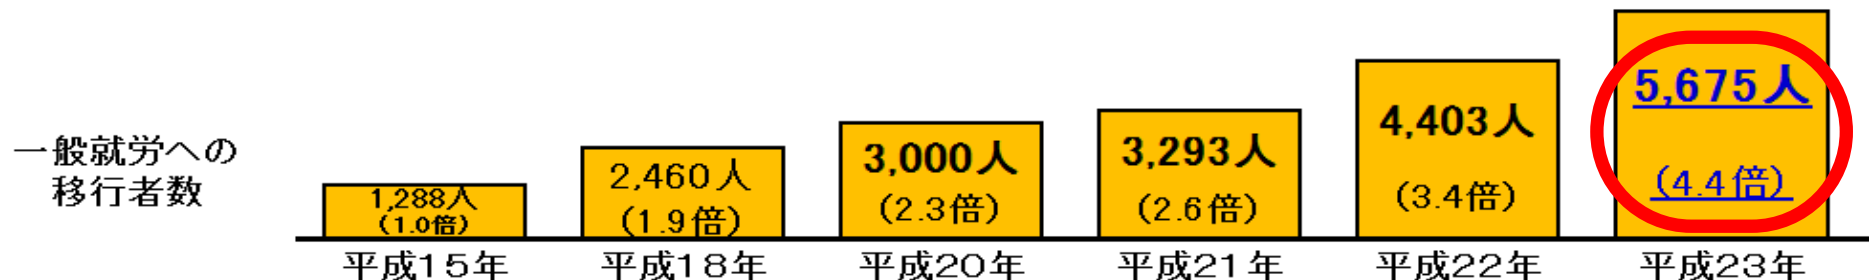 一般就労への
移行者数
1,288人
(1.0倍)
2,460人
(1.9倍)
3,000人
(2.3倍)
3,293人
(2.6倍)
4,403人
(3.4倍)
5,675人
(4.4倍)
平成15年
平成18年
平成20年
平成21年
平成22年
平成23年